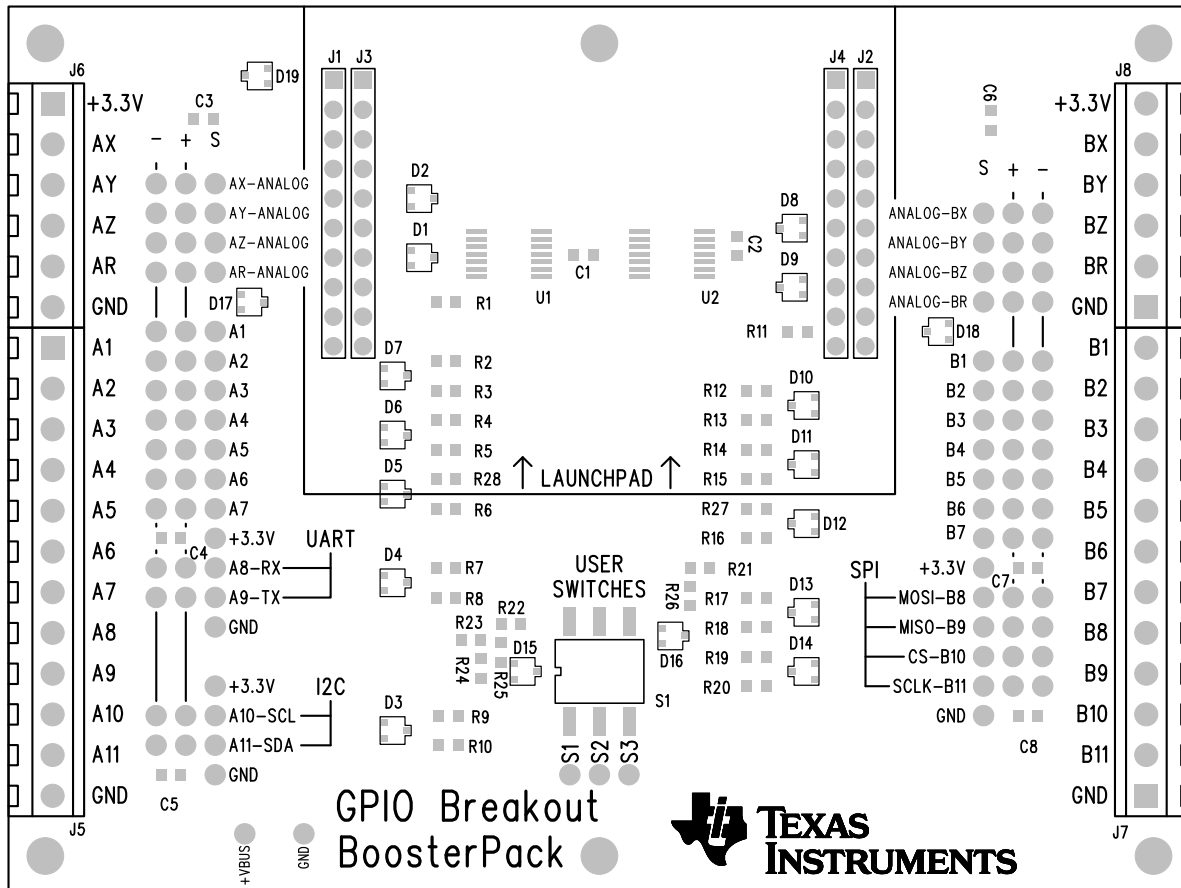 J6
+3.3V
AX
AY
AZ
AR
GND
A1
A2
A3
A4
A5
A6
A7
A8
A9
A10
A11
GND
J5
D19
C3
- + S
AX-ANALOG
AY-ANALOG
AZ-ANALOG
AR-ANALOG
D17
A1
A2
A3
A4
A5
A6
A7
+3.3V
C4
UART
A8-RX
A9-TX
GND
+3.3V
I2C
A10-SCL
A11-SDA
GND
C5
+VBUS
GND
J1 J3
D2
D1
R1
D7
R2
R3
D6
R4
R5
D5
R28
R6
D4
R7
R8
R22
R23
R24
R25
D15
D3
R9
R10
U1
C1
U2
C2
LAUNCHPAD
USER
SWITCHES
S1
S1 S2 S3
J4 J2
D8
D9
R11
R12
D10
R13
R14
D11
R15
R27
R16
D12
R21
R26
R17
D13
R18
D16
R19
D14
R20
C6
S + -
ANALOG-BX
ANALOG-BY
ANALOG-BZ
ANALOG-BR
D18
B1
B2
B3
B4
B5
B6
B7
+3.3V
C7
SPI
MOSI-B8
MISO-B9
CS-B10
SCLK-B11
GND
C8
J8
+3.3V
BX
BY
BZ
BR
GND
B1
B2
B3
B4
B5
B6
B7
B8
B9
B10
B11
GND
J7
GPIO Breakout
BoosterPack
TEXAS
INSTRUMENTS